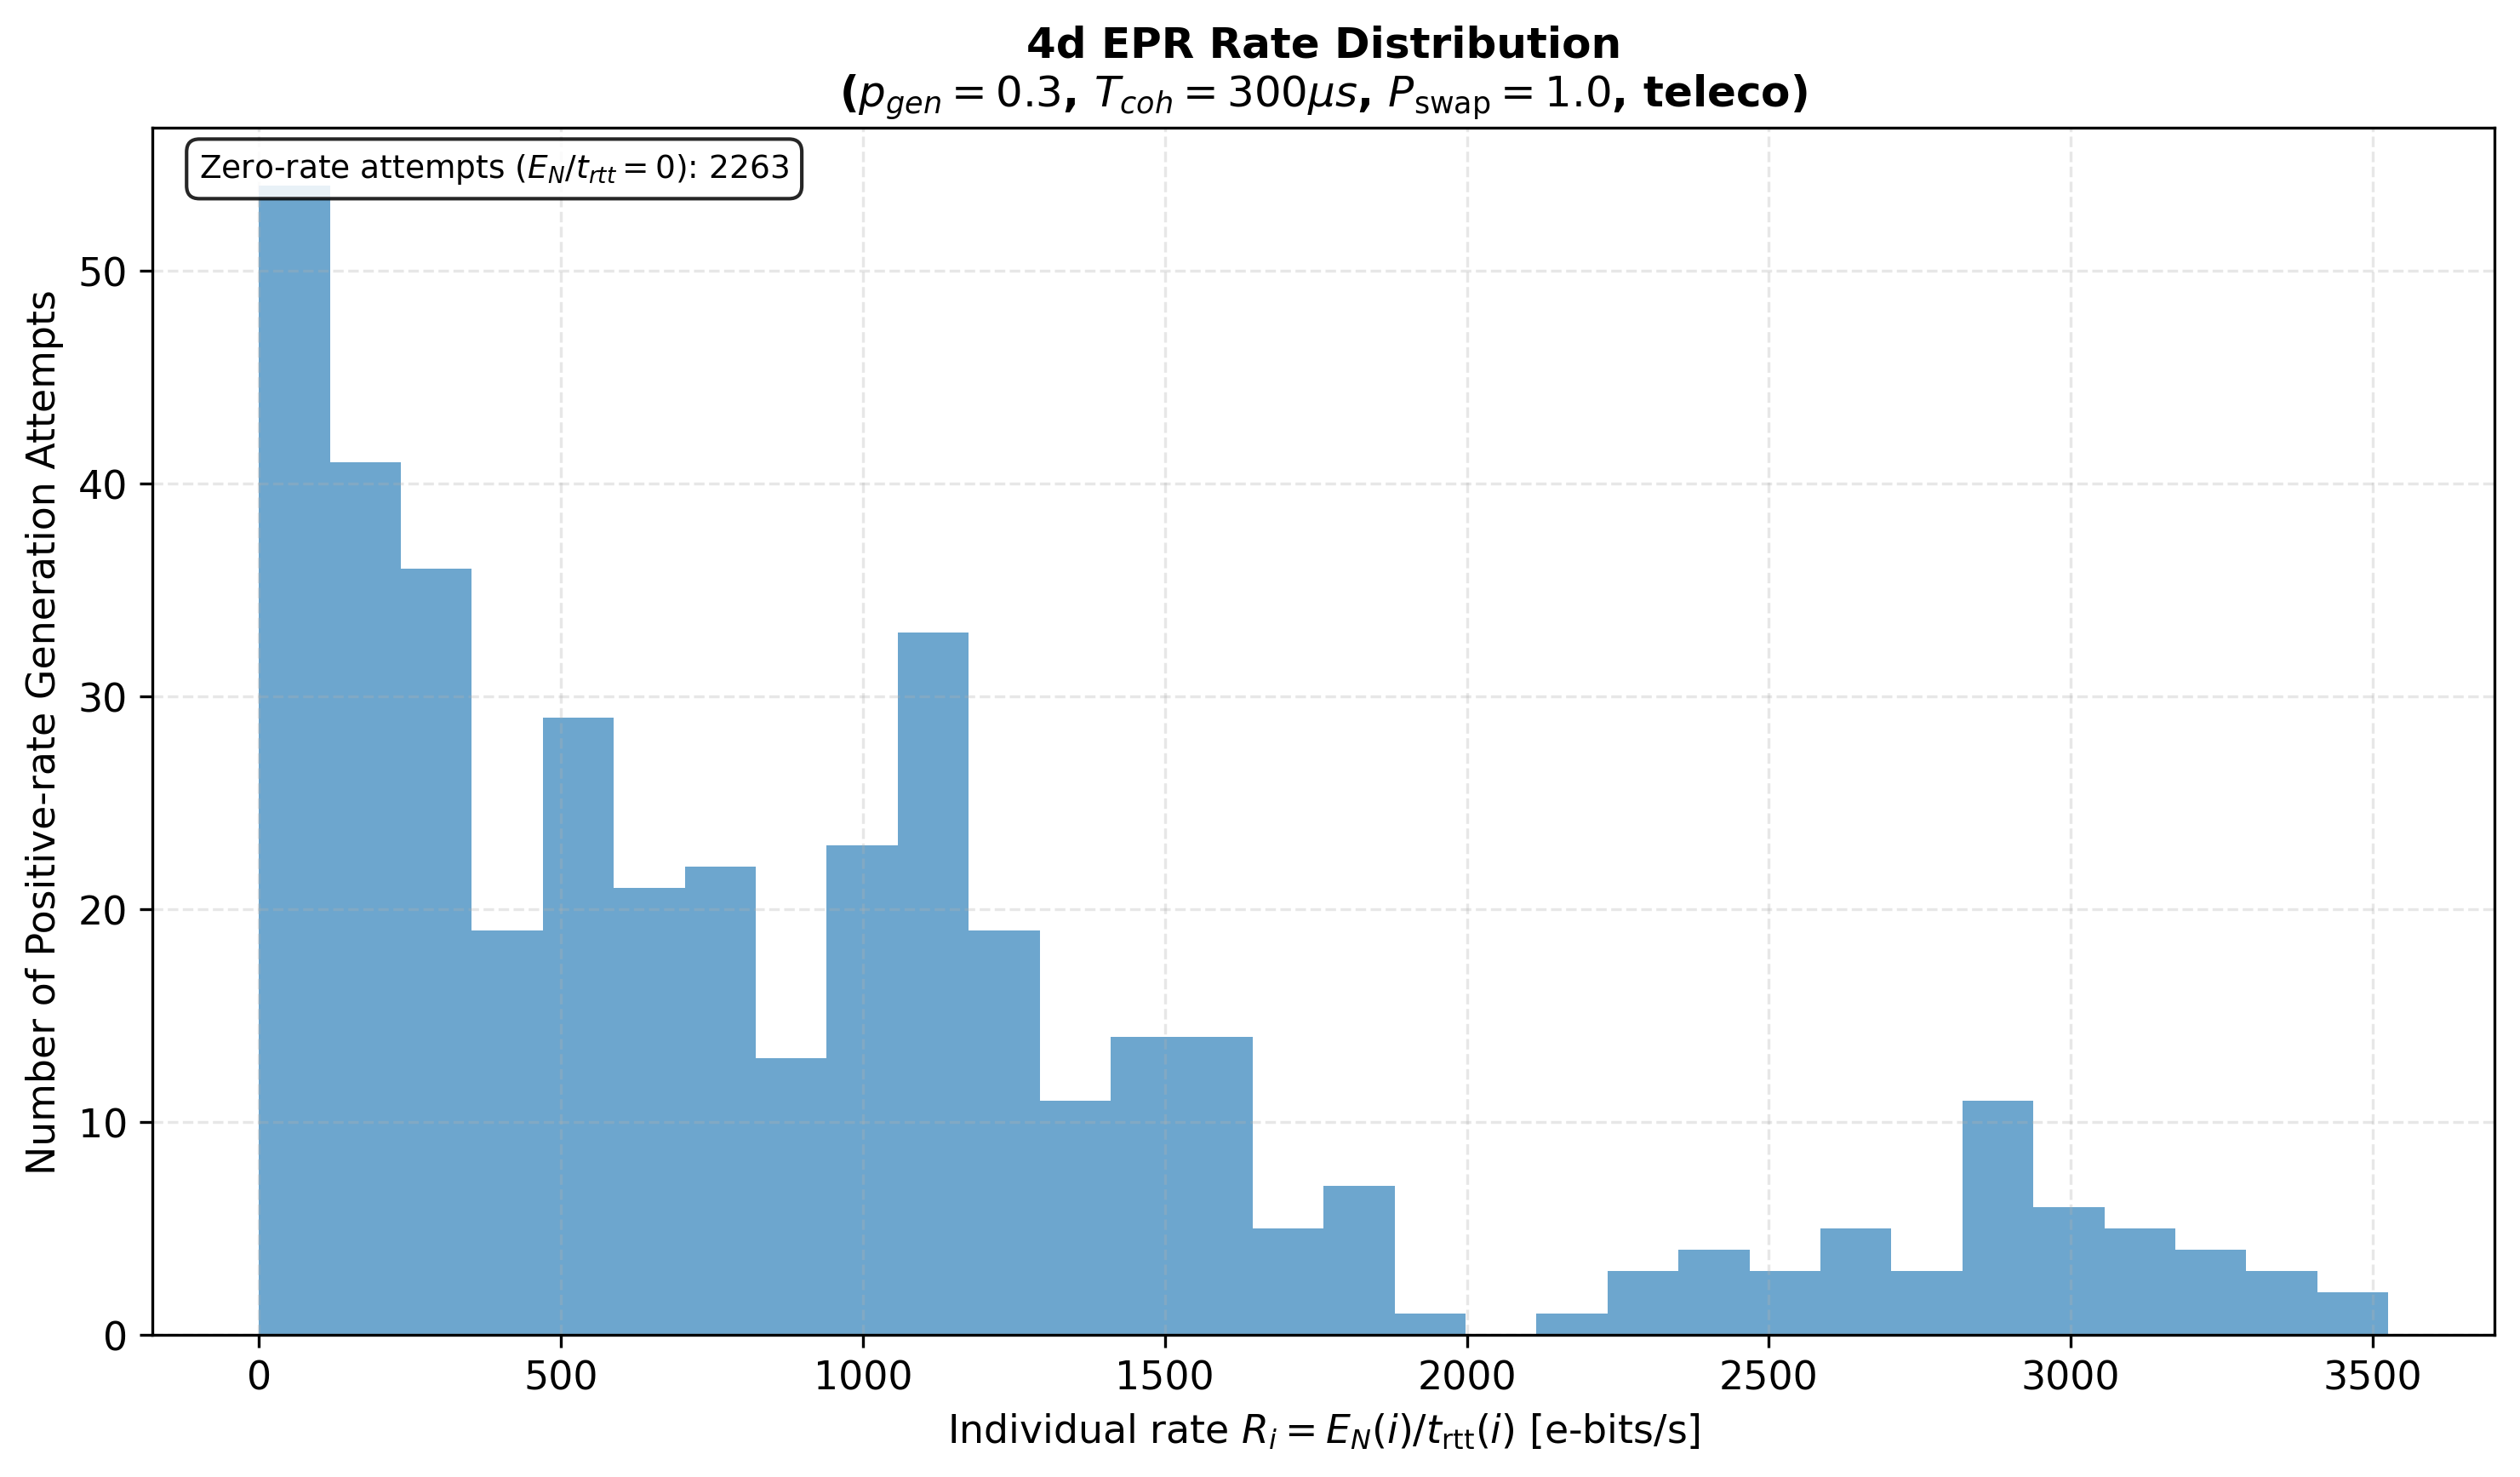 4d EPR Rate Distribution
(p_gen = 0.3, T_coh = 300μs, P_swap = 1.0, teleco)
Zero-rate attempts (E_N/t_rtt = 0): 2263
Number of Positive-rate Generation Attempts
50
40
30
20
10
0
0 500 1000 1500 2000 2500 3000 3500
Individual rate R_i = E_N(i)/t_rtt(i) [e-bits/s]